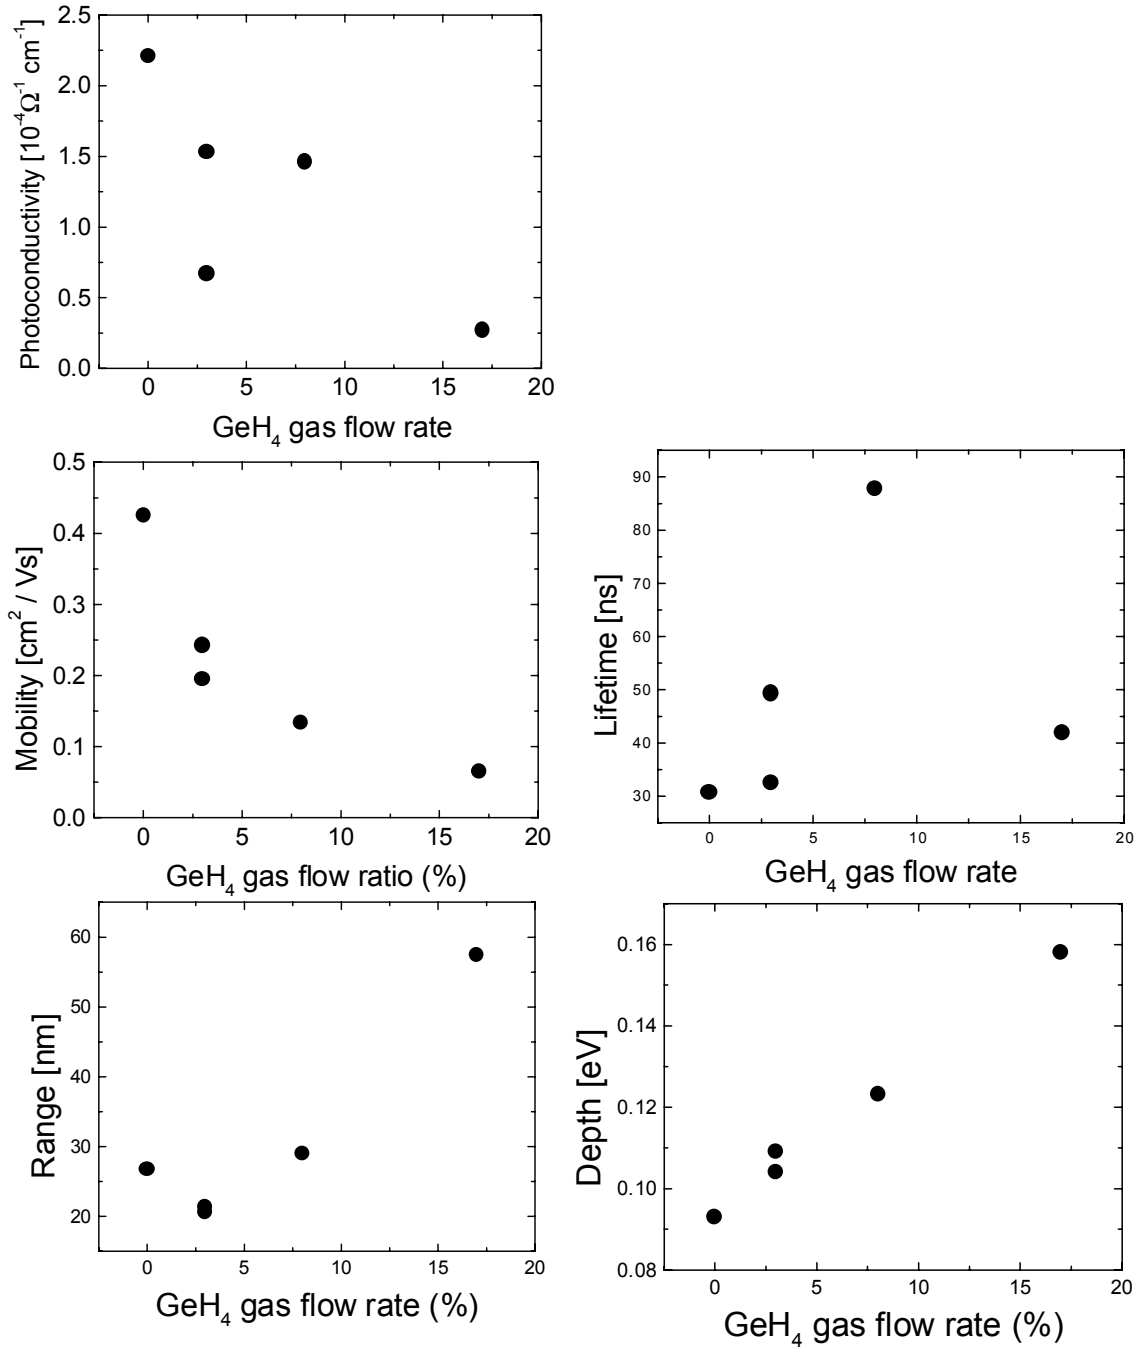 2.5
2.0
1.5
1.0
0.5
0.0
Photoconductivity [10⁻⁴Ω⁻¹ cm⁻¹]
0 5 10 15 20
GeH₄ gas flow rate
0.5
0.4
0.3
0.2
0.1
0.0
Mobility [cm² / Vs]
0 5 10 15 20
GeH₄ gas flow ratio (%)
90
80
70
60
50
40
30
Lifetime [ns]
0 5 10 15 20
GeH₄ gas flow rate
60
50
40
30
20
Range [nm]
0 5 10 15 20
GeH₄ gas flow rate (%)
0.16
0.14
0.12
0.10
0.08
Depth [eV]
0 5 10 15 20
GeH₄ gas flow rate (%)